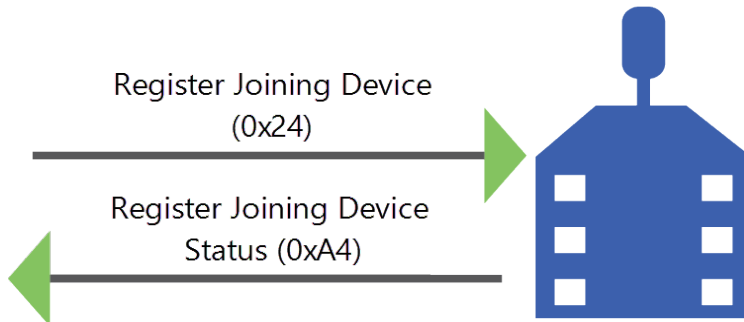 Register Joining Device
(0x24)
Register Joining Device
Status (0xA4)